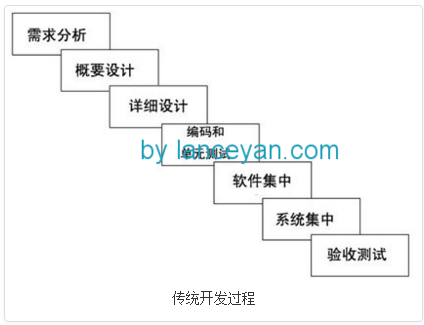 需求分析
概要设计
详细设计
编码和
单元测试
by lanceyan.com
软件集中
系统集中
验收测试
传统开发过程